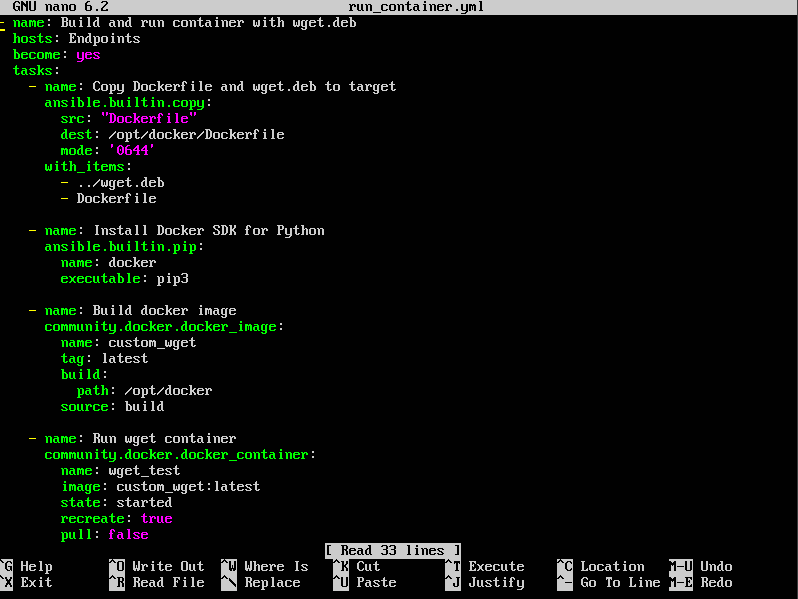 GNU nano 6.2 run_container.yml
- name: Build and run container with wget.deb
hosts: Endpoints
become: yes
tasks:
- name: Copy Dockerfile and wget.deb to target
ansible.builtin.copy:
src: "Dockerfile"
dest: /opt/docker/Dockerfile
mode: '0644'
with_items:
- ../wget.deb
- Dockerfile
- name: Install Docker SDK for Python
ansible.builtin.pip:
name: docker
executable: pip3
- name: Build docker image
community.docker.docker_image:
name: custom_wget
tag: latest
build:
path: /opt/docker
source: build
- name: Run wget container
community.docker.docker_container:
name: wget_test
image: custom_wget:latest
state: started
recreate: true
pull: false
[ Read 33 lines ]
^G Help ^O Write Out ^W Where Is ^K Cut ^T Execute ^C Location M-U Undo
^X Exit ^R Read File ^\ Replace ^U Paste ^J Justify ^- Go To Line M-E Redo